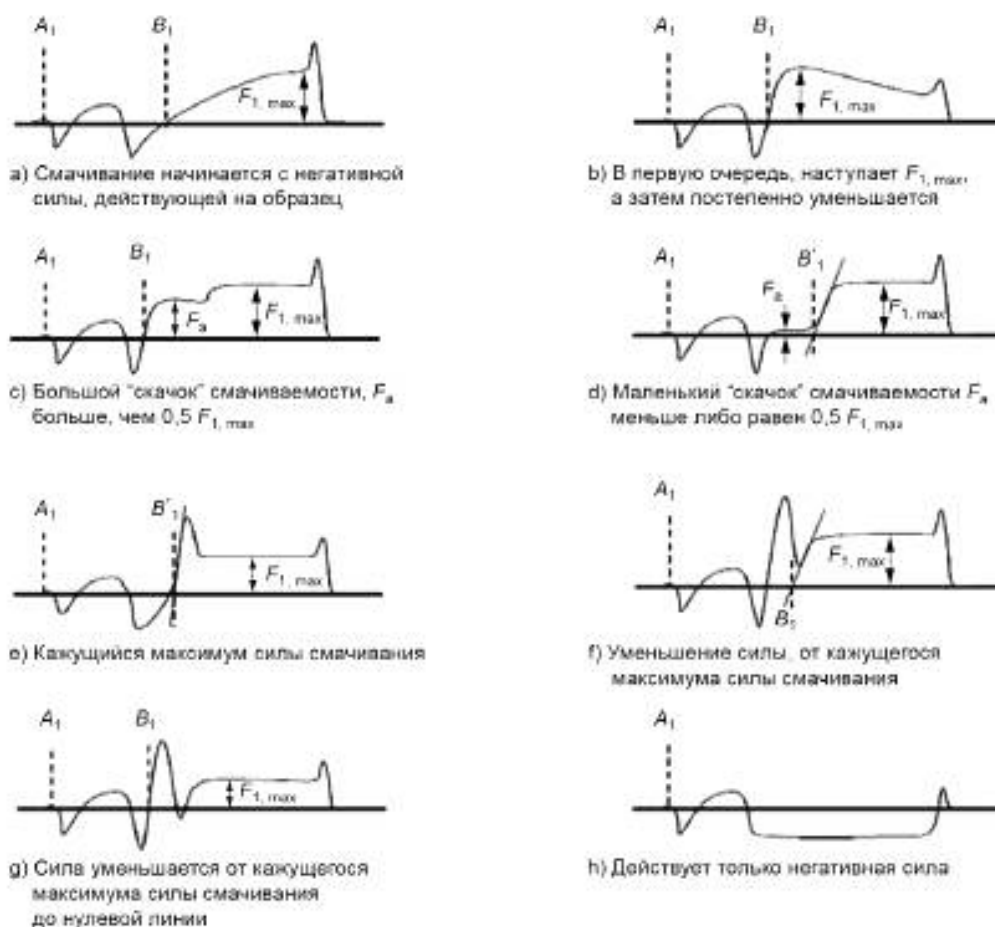 A₁ B₁
F₁, max
a) Смачивание начинается с негативной
силы, действующей на образец
A₁ B₁
F₁, max
b) В первую очередь, наступает F₁, max,
а затем постепенно уменьшается
A₁ B₁
Fₐ F₁, max
c) Большой "скачок" смачиваемости, Fₐ
больше, чем 0,5 F₁, max
A₁ B'₁
Fₐ F₁, max
d) Маленький "скачок" смачиваемости Fₐ
меньше либо равен 0,5 F₁, max
A₁ B'₁
F₁, max
e) Кажущийся максимум силы смачивания
A₁
F₁, max
f) Уменьшение силы, от кажущегося
максимума силы смачивания
A₁ B₁
F₁, max
g) Сила уменьшается от кажущегося
максимума силы смачивания
до нулевой линии
A₁
h) Действует только негативная сила